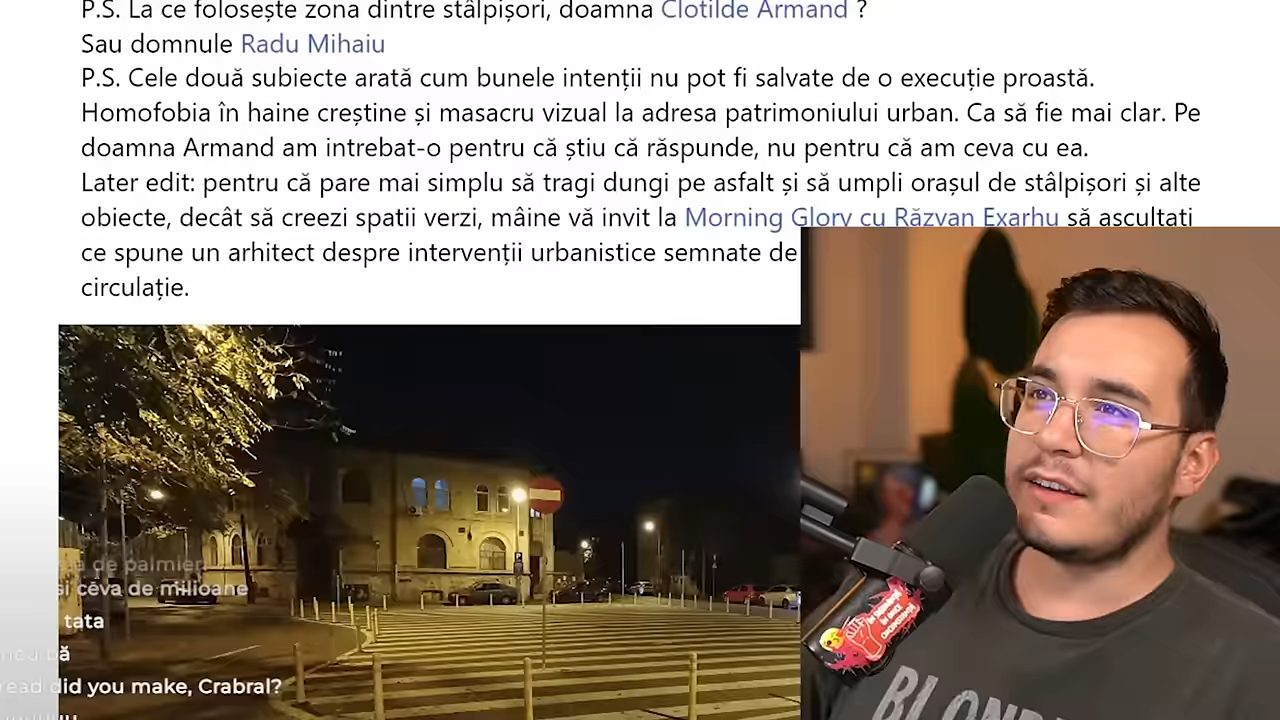 P.S. La ce folosește zona dintre stâlpișori, doamna Clotilde Armand ?
Sau domnule Radu Mihaiu
P.S. Cele două subiecte arată cum bunele intenții nu pot fi salvate de o execuție proastă.
Homofobia în haine creștine și masacru vizual la adresa patrimoniului urban. Ca să fie mai clar. Pe
doamna Armand am intrebat-o pentru că știu că răspunde, nu pentru că am ceva cu ea.
Later edit: pentru că pare mai simplu să tragi dungi pe asfalt și să umpli orașul de stâlpișori și alte
obiecte, decât să creezi spatii verzi, mâine vă invit la Morning Glory cu Răzvan Exarhu să ascultati
ce spune un arhitect despre intervenții urbanistice semnate de
circulație.
de palmier
si ceva de milioane
tata
bă
did you make, Crabral?